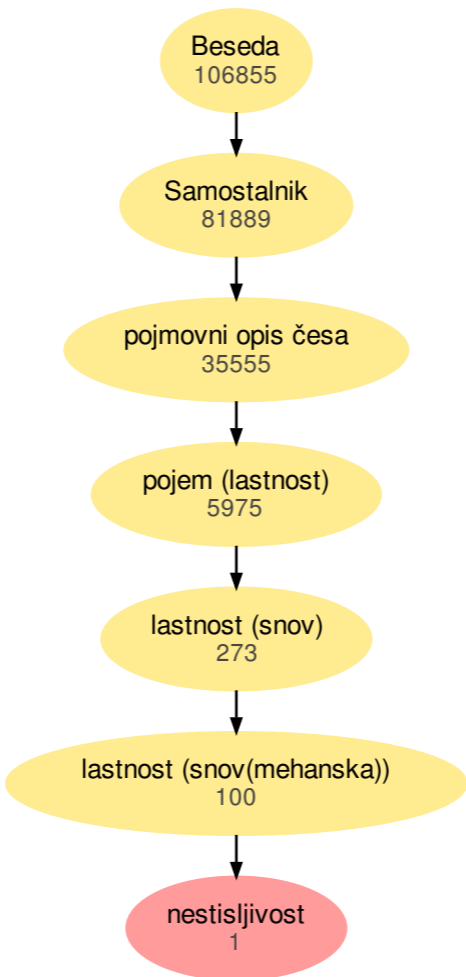 Beseda
106855
Samostalnik
81889
pojmovni opis česa
35555
pojem (lastnost)
5975
lastnost (snov)
273
lastnost (snov(mehanska))
100
nestisljivost
1